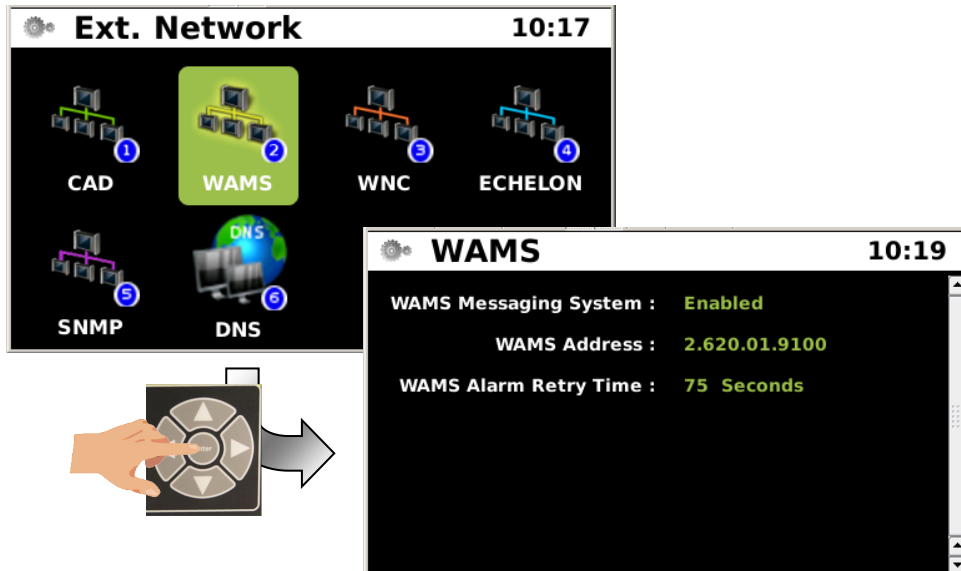 Ext. Network 10:17
1 2 3 4
CAD WAMS WNC ECHELON
DNS
5 6
SNMP DNS
WAMS 10:19
WAMS Messaging System : Enabled
WAMS Address : 2.620.01.9100
WAMS Alarm Retry Time : 75 Seconds